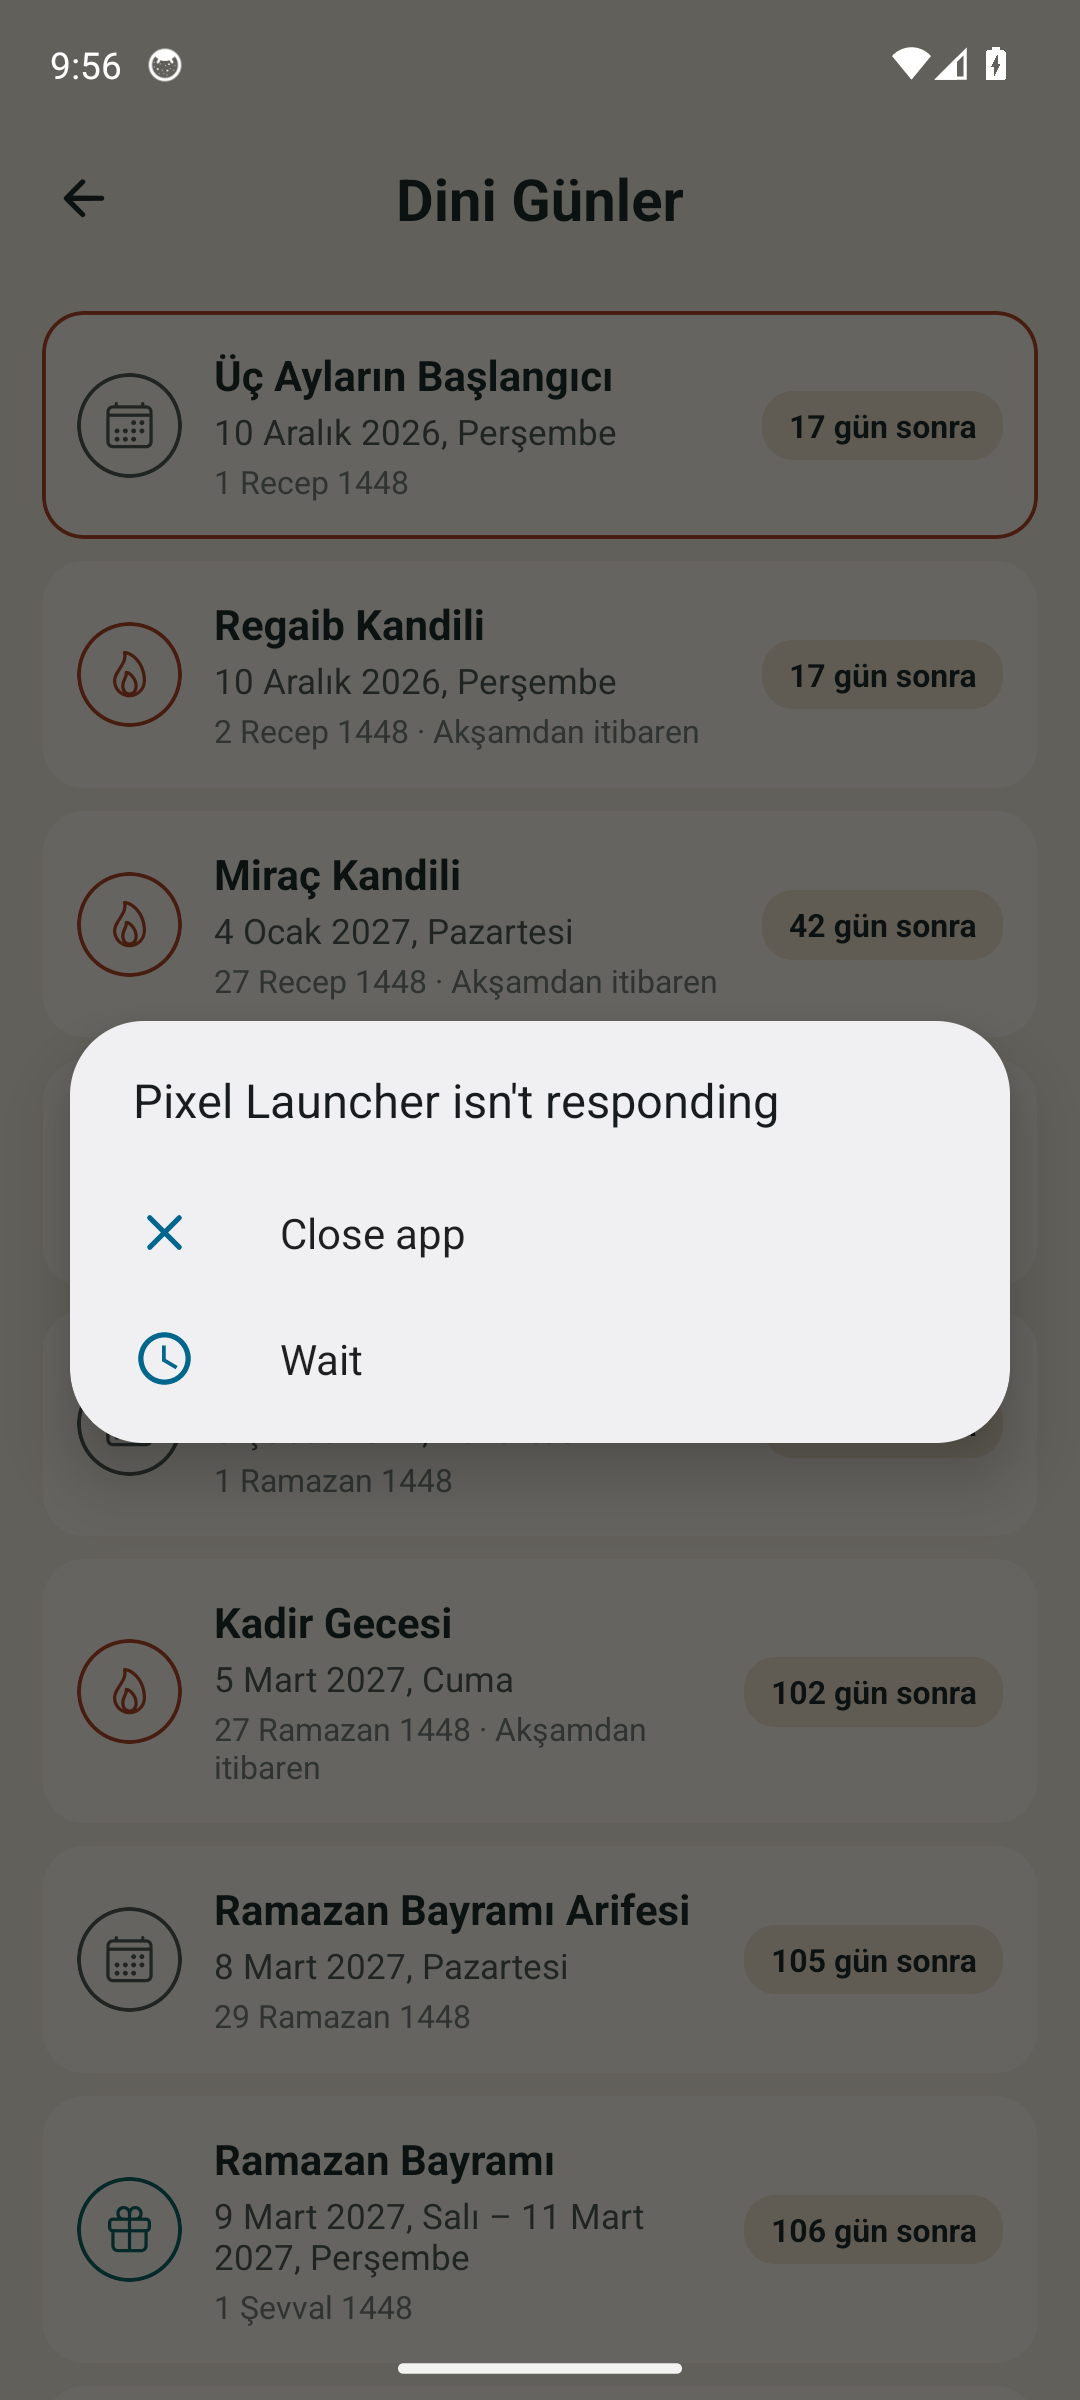 9:56
Dini Günler
Üç Ayların Başlangıcı
10 Aralık 2026, Perşembe
17 gün sonra
1 Recep 1448
Regaib Kandili
10 Aralık 2026, Perşembe
17 gün sonra
2 Recep 1448 · Akşamdan itibaren
Miraç Kandili
4 Ocak 2027, Pazartesi
42 gün sonra
27 Recep 1448 · Akşamdan itibaren
Pixel Launcher isn't responding
Close app
Wait
1 Ramazan 1448
Kadir Gecesi
5 Mart 2027, Cuma
102 gün sonra
27 Ramazan 1448 · Akşamdan
itibaren
Ramazan Bayramı Arifesi
8 Mart 2027, Pazartesi
105 gün sonra
29 Ramazan 1448
Ramazan Bayramı
9 Mart 2027, Salı – 11 Mart
2027, Perşembe
106 gün sonra
1 Şevval 1448